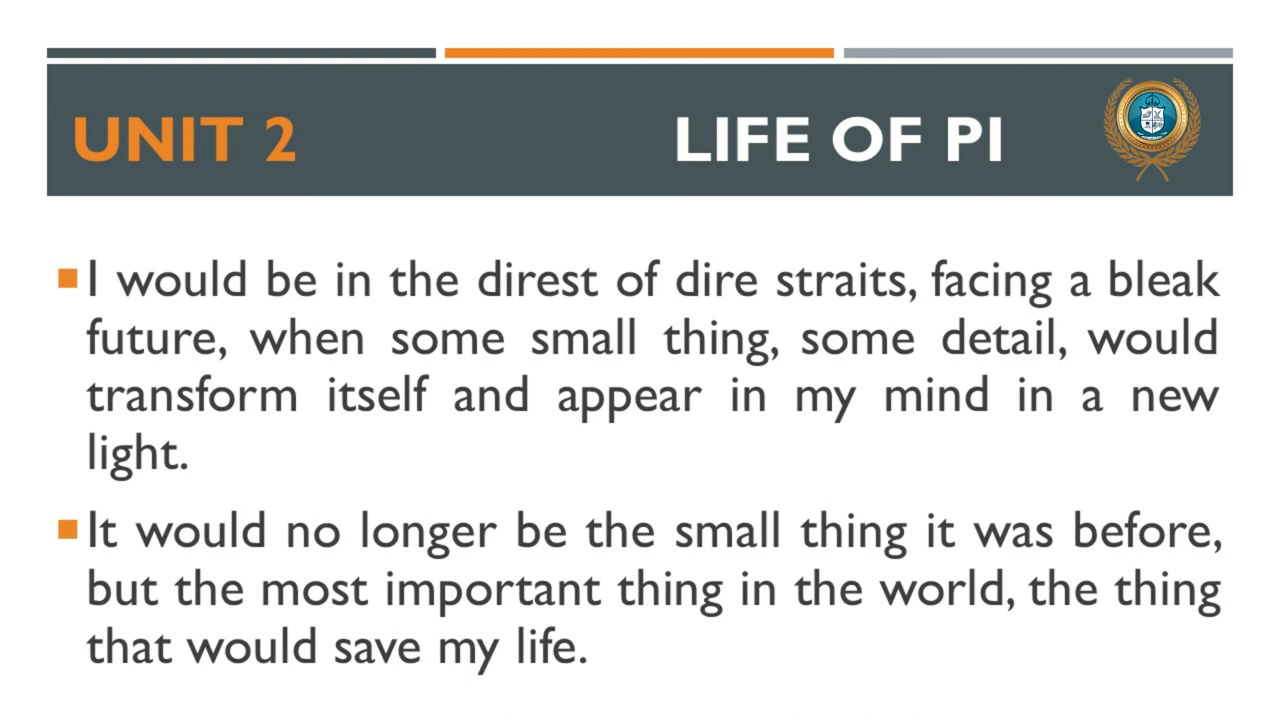 UNIT 2 LIFE OF PI
I would be in the direst of dire straits, facing a bleak
future, when some small thing, some detail, would
transform itself and appear in my mind in a new
light.
It would no longer be the small thing it was before,
but the most important thing in the world, the thing
that would save my life.